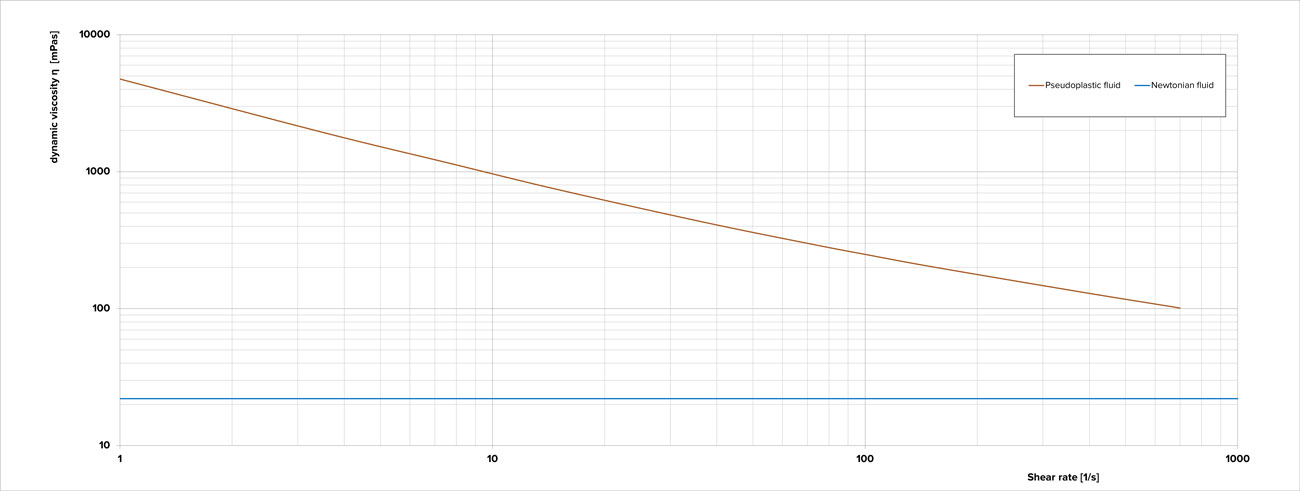 dynamic viscosity η [mPas]
10000
1000
100
10
Pseudoplastic fluid
Newtonian fluid
1
10
100
1000
Shear rate [1/s]